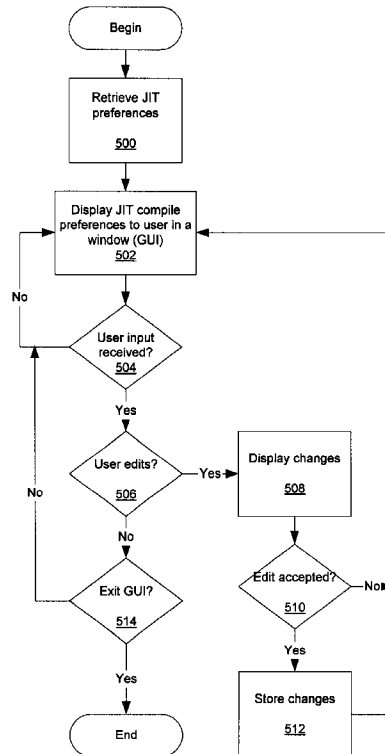 Begin
Retrieve JIT
preferences
500
Display JIT compile
preferences to user in a
window (GUI)
502
No
User input
received?
504
Yes
User edits?
506
Yes
Display changes
508
No
No
Edit accepted?
510
No
Exit GUI?
514
Yes
Yes
Store changes
512
End